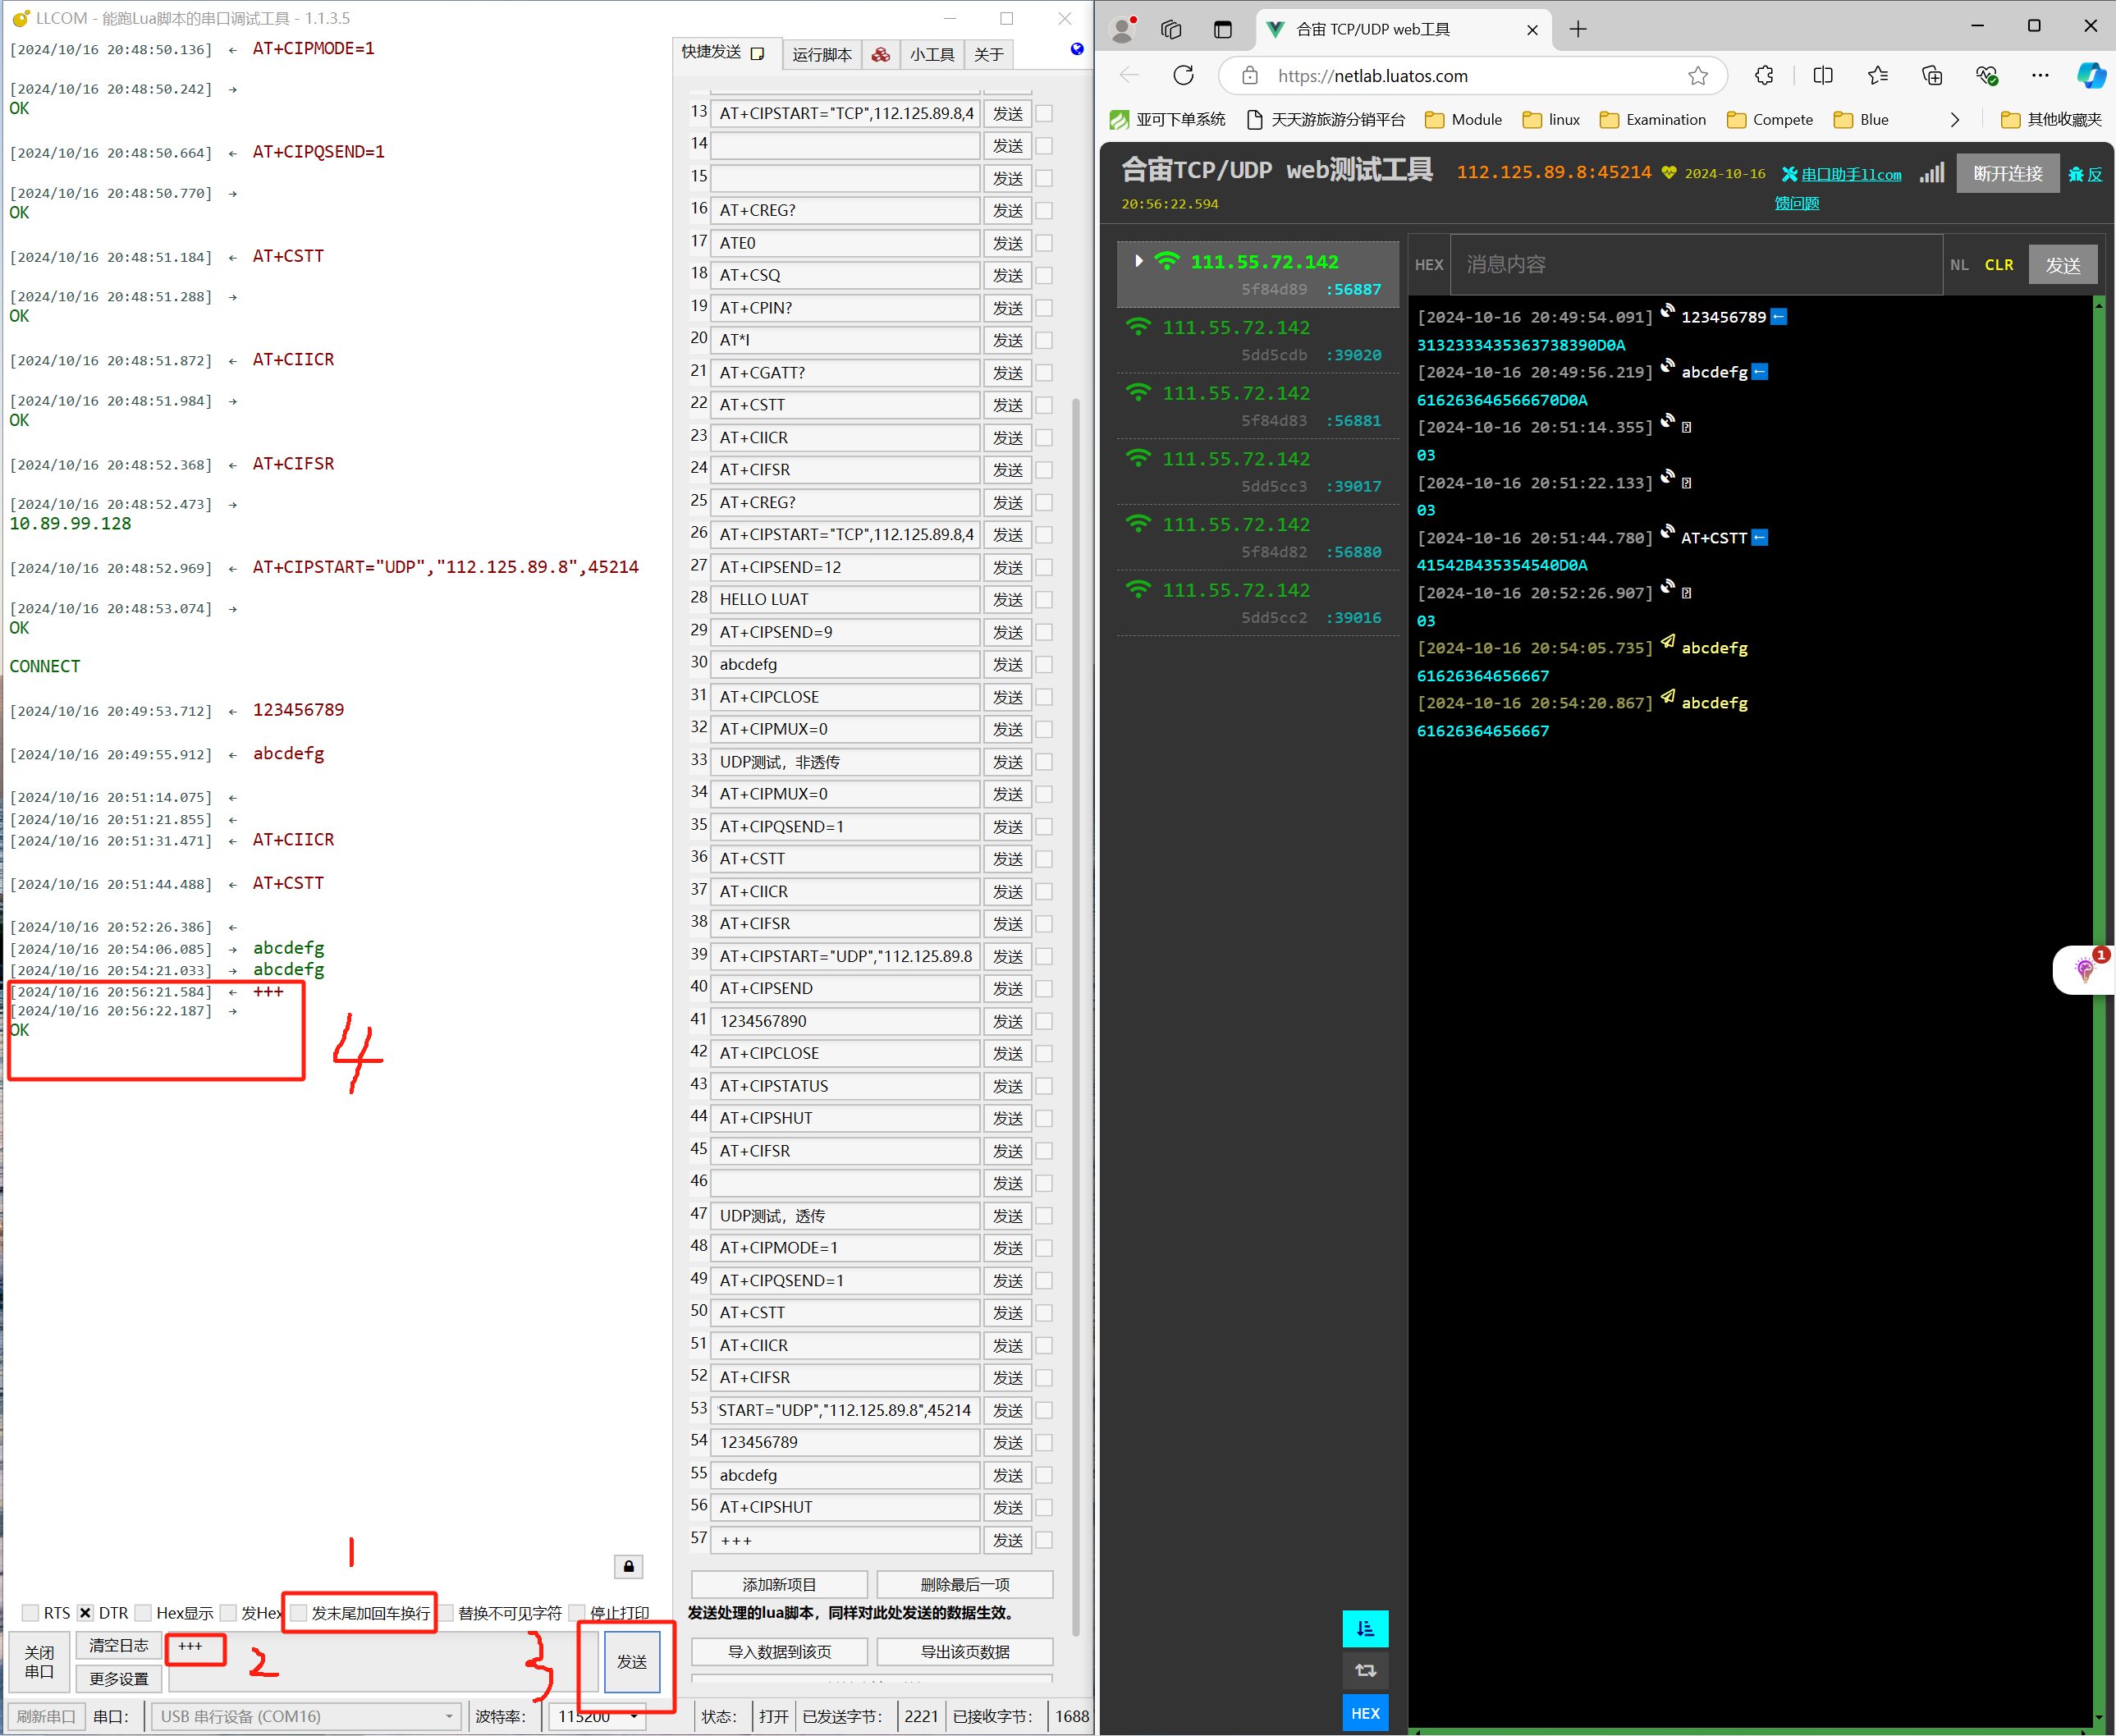 LLCOM - 能跑Lua脚本的串口调试工具 - 1.1.3.5
[2024/10/16 20:48:50.136] ← AT+CIPMODE=1
[2024/10/16 20:48:50.242] →
OK
[2024/10/16 20:48:50.664] ← AT+CIPQSEND=1
[2024/10/16 20:48:50.770] →
OK
[2024/10/16 20:48:51.184] ← AT+CSTT
[2024/10/16 20:48:51.288] →
OK
[2024/10/16 20:48:51.872] ← AT+CIICR
[2024/10/16 20:48:51.984] →
OK
[2024/10/16 20:48:52.368] ← AT+CIFSR
[2024/10/16 20:48:52.473] →
10.89.99.128
[2024/10/16 20:48:52.969] ← AT+CIPSTART="UDP","112.125.89.8",45214
[2024/10/16 20:48:53.074] →
OK
CONNECT
[2024/10/16 20:49:53.712] ← 123456789
[2024/10/16 20:49:55.912] ← abcdefg
[2024/10/16 20:51:14.075] ←
[2024/10/16 20:51:21.855] ←
[2024/10/16 20:51:31.471] ← AT+CIICR
[2024/10/16 20:51:44.488] ← AT+CSTT
[2024/10/16 20:52:26.386] ←
[2024/10/16 20:54:06.085] → abcdefg
[2024/10/16 20:54:21.033] → abcdefg
[2024/10/16 20:56:21.584] ← +++
[2024/10/16 20:56:22.187] →
OK
4
1
RTS DTR Hex显示 发Hex 发末尾加回车换行 替换不可见字符 停止打印
关闭串口 清空日志 更多设置 +++ 2 3 发送
刷新串口 串口： USB 串行设备 (COM16) 波特率： 115200 状态： 打开 已发送字节： 2221 已接收字节： 1688
快捷发送 运行脚本 小工具 关于
13 AT+CIPSTART="TCP",112.125.89.8,4 发送
14 发送
15 发送
16 AT+CREG? 发送
17 ATE0 发送
18 AT+CSQ 发送
19 AT+CPIN? 发送
20 AT*I 发送
21 AT+CGATT? 发送
22 AT+CSTT 发送
23 AT+CIICR 发送
24 AT+CIFSR 发送
25 AT+CREG? 发送
26 AT+CIPSTART="TCP",112.125.89.8,4 发送
27 AT+CIPSEND=12 发送
28 HELLO LUAT 发送
29 AT+CIPSEND=9 发送
30 abcdefg 发送
31 AT+CIPCLOSE 发送
32 AT+CIPMUX=0 发送
33 UDP测试，非透传 发送
34 AT+CIPMUX=0 发送
35 AT+CIPQSEND=1 发送
36 AT+CSTT 发送
37 AT+CIICR 发送
38 AT+CIFSR 发送
39 AT+CIPSTART="UDP","112.125.89.8 发送
40 AT+CIPSEND 发送
41 1234567890 发送
42 AT+CIPCLOSE 发送
43 AT+CIPSTATUS 发送
44 AT+CIPSHUT 发送
45 AT+CIFSR 发送
46 发送
47 UDP测试，透传 发送
48 AT+CIPMODE=1 发送
49 AT+CIPQSEND=1 发送
50 AT+CSTT 发送
51 AT+CIICR 发送
52 AT+CIFSR 发送
53 START="UDP","112.125.89.8",45214 发送
54 123456789 发送
55 abcdefg 发送
56 AT+CIPSHUT 发送
57 +++ 发送
添加新项目 删除最后一项
发送处理的lua脚本，同样对此处发送的数据生效。
导入数据到该页 导出该页数据
合宙 TCP/UDP web工具
https://netlab.luatos.com
亚可下单系统 天天游旅游分销平台 Module linux Examination Compete Blue 其他收藏夹
合宙TCP/UDP web测试工具 112.125.89.8:45214 2024-10-16 20:56:22.594 串口助手llcom 断开连接 反馈问题
111.55.72.142
5f84d89 :56887
111.55.72.142
5dd5cdb :39020
111.55.72.142
5f84d83 :56881
111.55.72.142
5dd5cc3 :39017
111.55.72.142
5f84d82 :56880
111.55.72.142
5dd5cc2 :39016
HEX 消息内容 NL CLR 发送
[2024-10-16 20:49:54.091] 123456789
3132333435363738390D0A
[2024-10-16 20:49:56.219] abcdefg
616263646566670D0A
[2024-10-16 20:51:14.355]
03
[2024-10-16 20:51:22.133]
03
[2024-10-16 20:51:44.780] AT+CSTT
41542B435354540D0A
[2024-10-16 20:52:26.907]
03
[2024-10-16 20:54:05.735] abcdefg
61626364656667
[2024-10-16 20:54:20.867] abcdefg
61626364656667
1
HEX